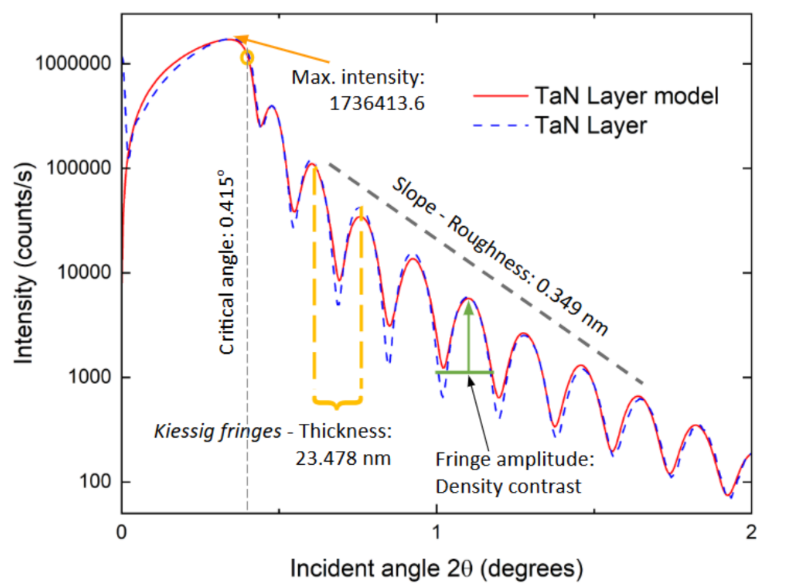 1000000
100000
10000
1000
100
Intensity (counts/s)
Max. intensity:
1736413.6
TaN Layer model
TaN Layer
Critical angle: 0.415°
Slope - Roughness: 0.349 nm
Kiessig fringes - Thickness:
23.478 nm
Fringe amplitude:
Density contrast
0
1
2
Incident angle 2θ (degrees)